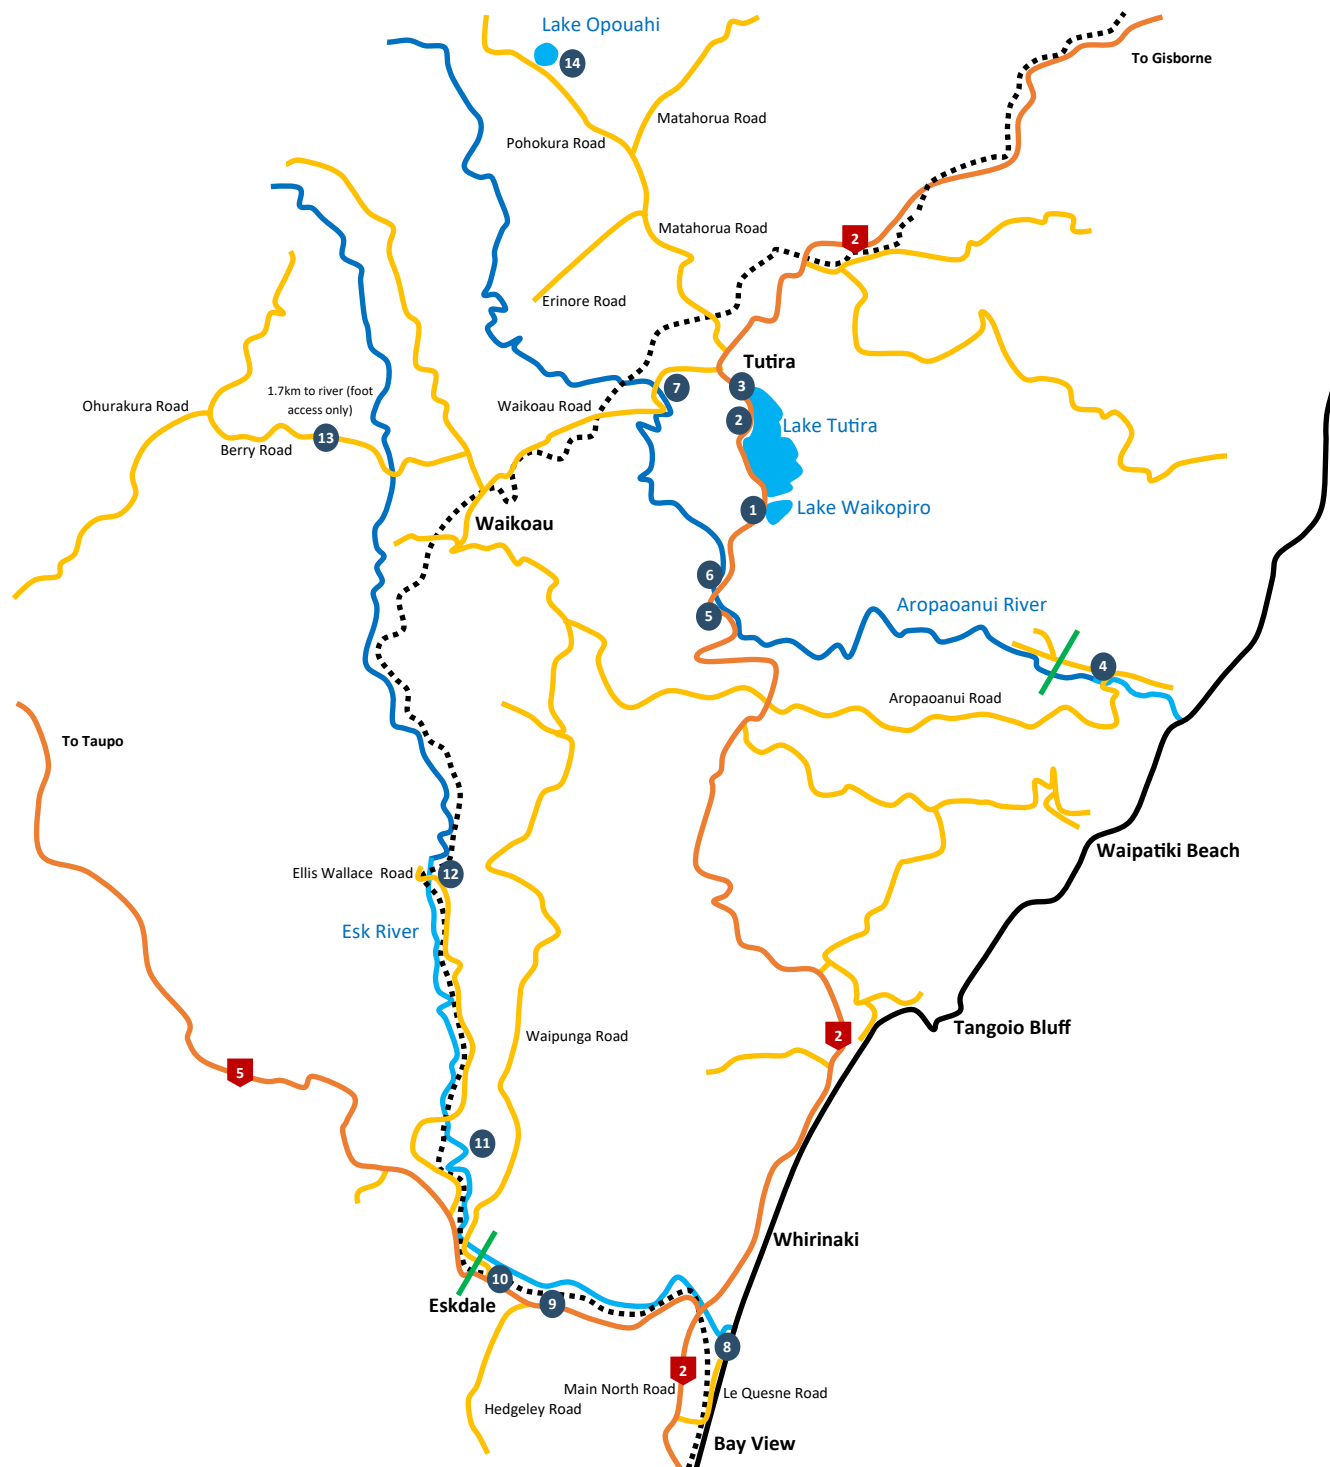 Lake Opouahi
14
To Gisborne
Matahorua Road
Pohokura Road
Matahorua Road
2
Erinore Road
Tutira
3
7
1.7km to river (foot
access only)
Ohurakura Road
Waikoau Road
2
Lake Tutira
13
Berry Road
1
Lake Waikopiro
Waikoau
6
Aropaoanui River
5
4
Aropaoanui Road
To Taupo
Waipatiki Beach
Ellis Wallace Road
12
Esk River
Tangoio Bluff
2
Waipunga Road
5
11
Whirinaki
10
Eskdale
9
8
2
Main North Road
Le Quesne Road
Hedgeley Road
Bay View